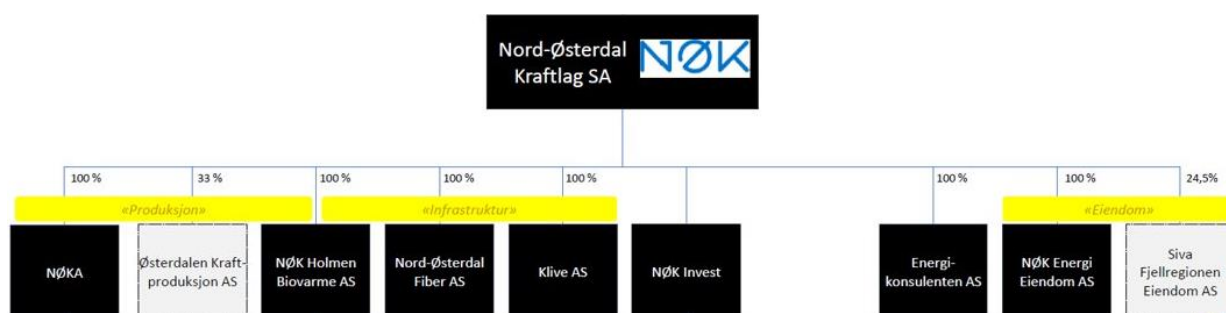 Nord-Østerdal
Kraftlag SA
NØK
100 %
33 %
100 %
100 %
100 %
100 %
100 %
24,5%
«Produksjon»
«Infrastruktur»
«Eiendom»
NØKA
Østerdalen Kraft-
produksjon AS
NØK Holmen
Biovarme AS
Nord-Østerdal
Fiber AS
Klive AS
NØK Invest
Energi-
konsulenten AS
NØK Energi
Eiendom AS
Siva
Fjellregionen
Eiendom AS